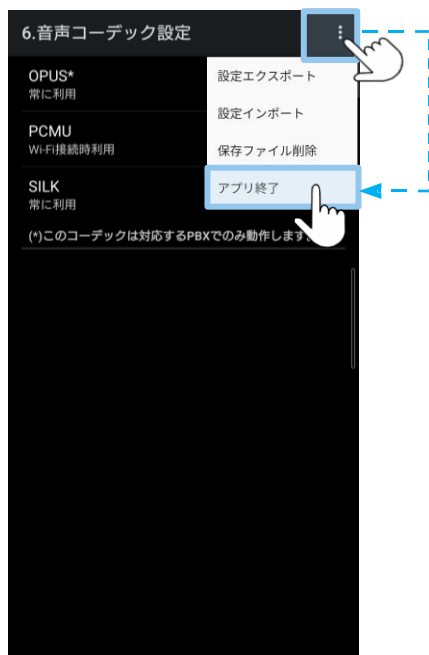 6.音声コーデック設定
OPUS*
常に利用
PCMU
Wi-Fi接続時利用
SILK
常に利用
(*)このコーデックは対応するPBXでのみ動作します。
設定エクスポート
設定インポート
保存ファイル削除
アプリ終了